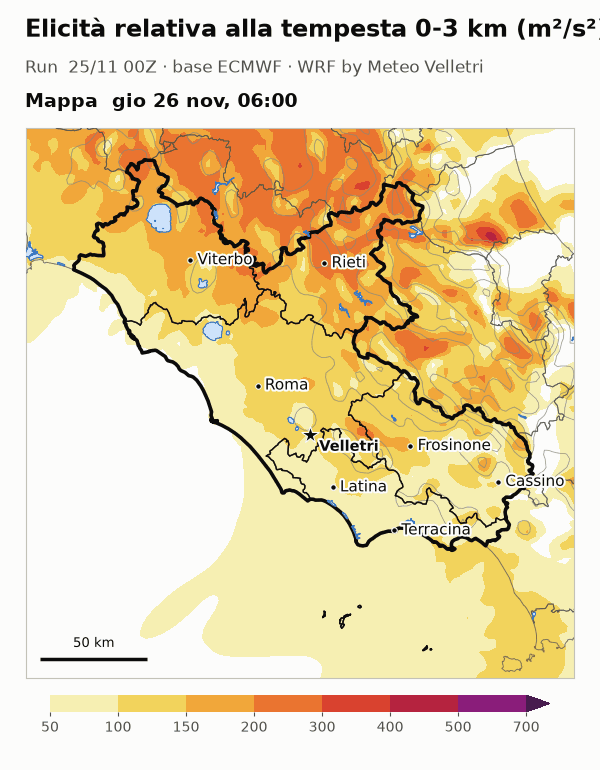 Elicità relativa alla tempesta 0-3 km (m²/s²)
Run  25/11 00Z · base ECMWF · WRF by Meteo Velletri
Mappa  gio 26 nov, 06:00
Viterbo
Rieti
Roma
Velletri
Frosinone
Cassino
Latina
Terracina
50 km
50 100 150 200 300 400 500 700